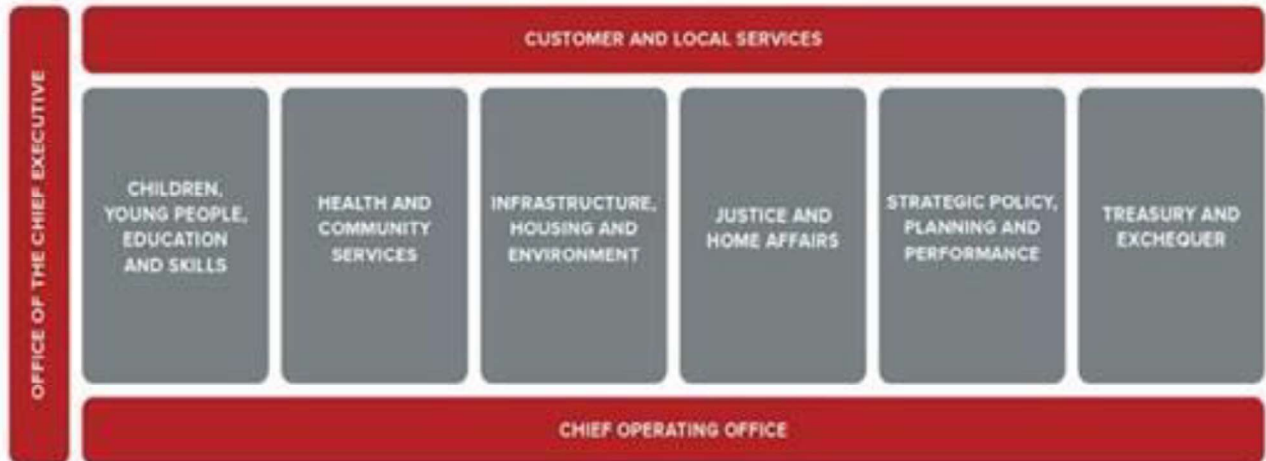 OFFICE OF THE CHIEF EXECUTIVE
CUSTOMER AND LOCAL SERVICES
CHILDREN,
YOUNG PEOPLE,
EDUCATION
AND SKILLS
HEALTH AND
COMMUNITY
SERVICES
INFRASTRUCTURE,
HOUSING AND
ENVIRONMENT
JUSTICE AND
HOME AFFAIRS
STRATEGIC POLICY,
PLANNING AND
PERFORMANCE
TREASURY AND
EXCHEQUER
CHIEF OPERATING OFFICE